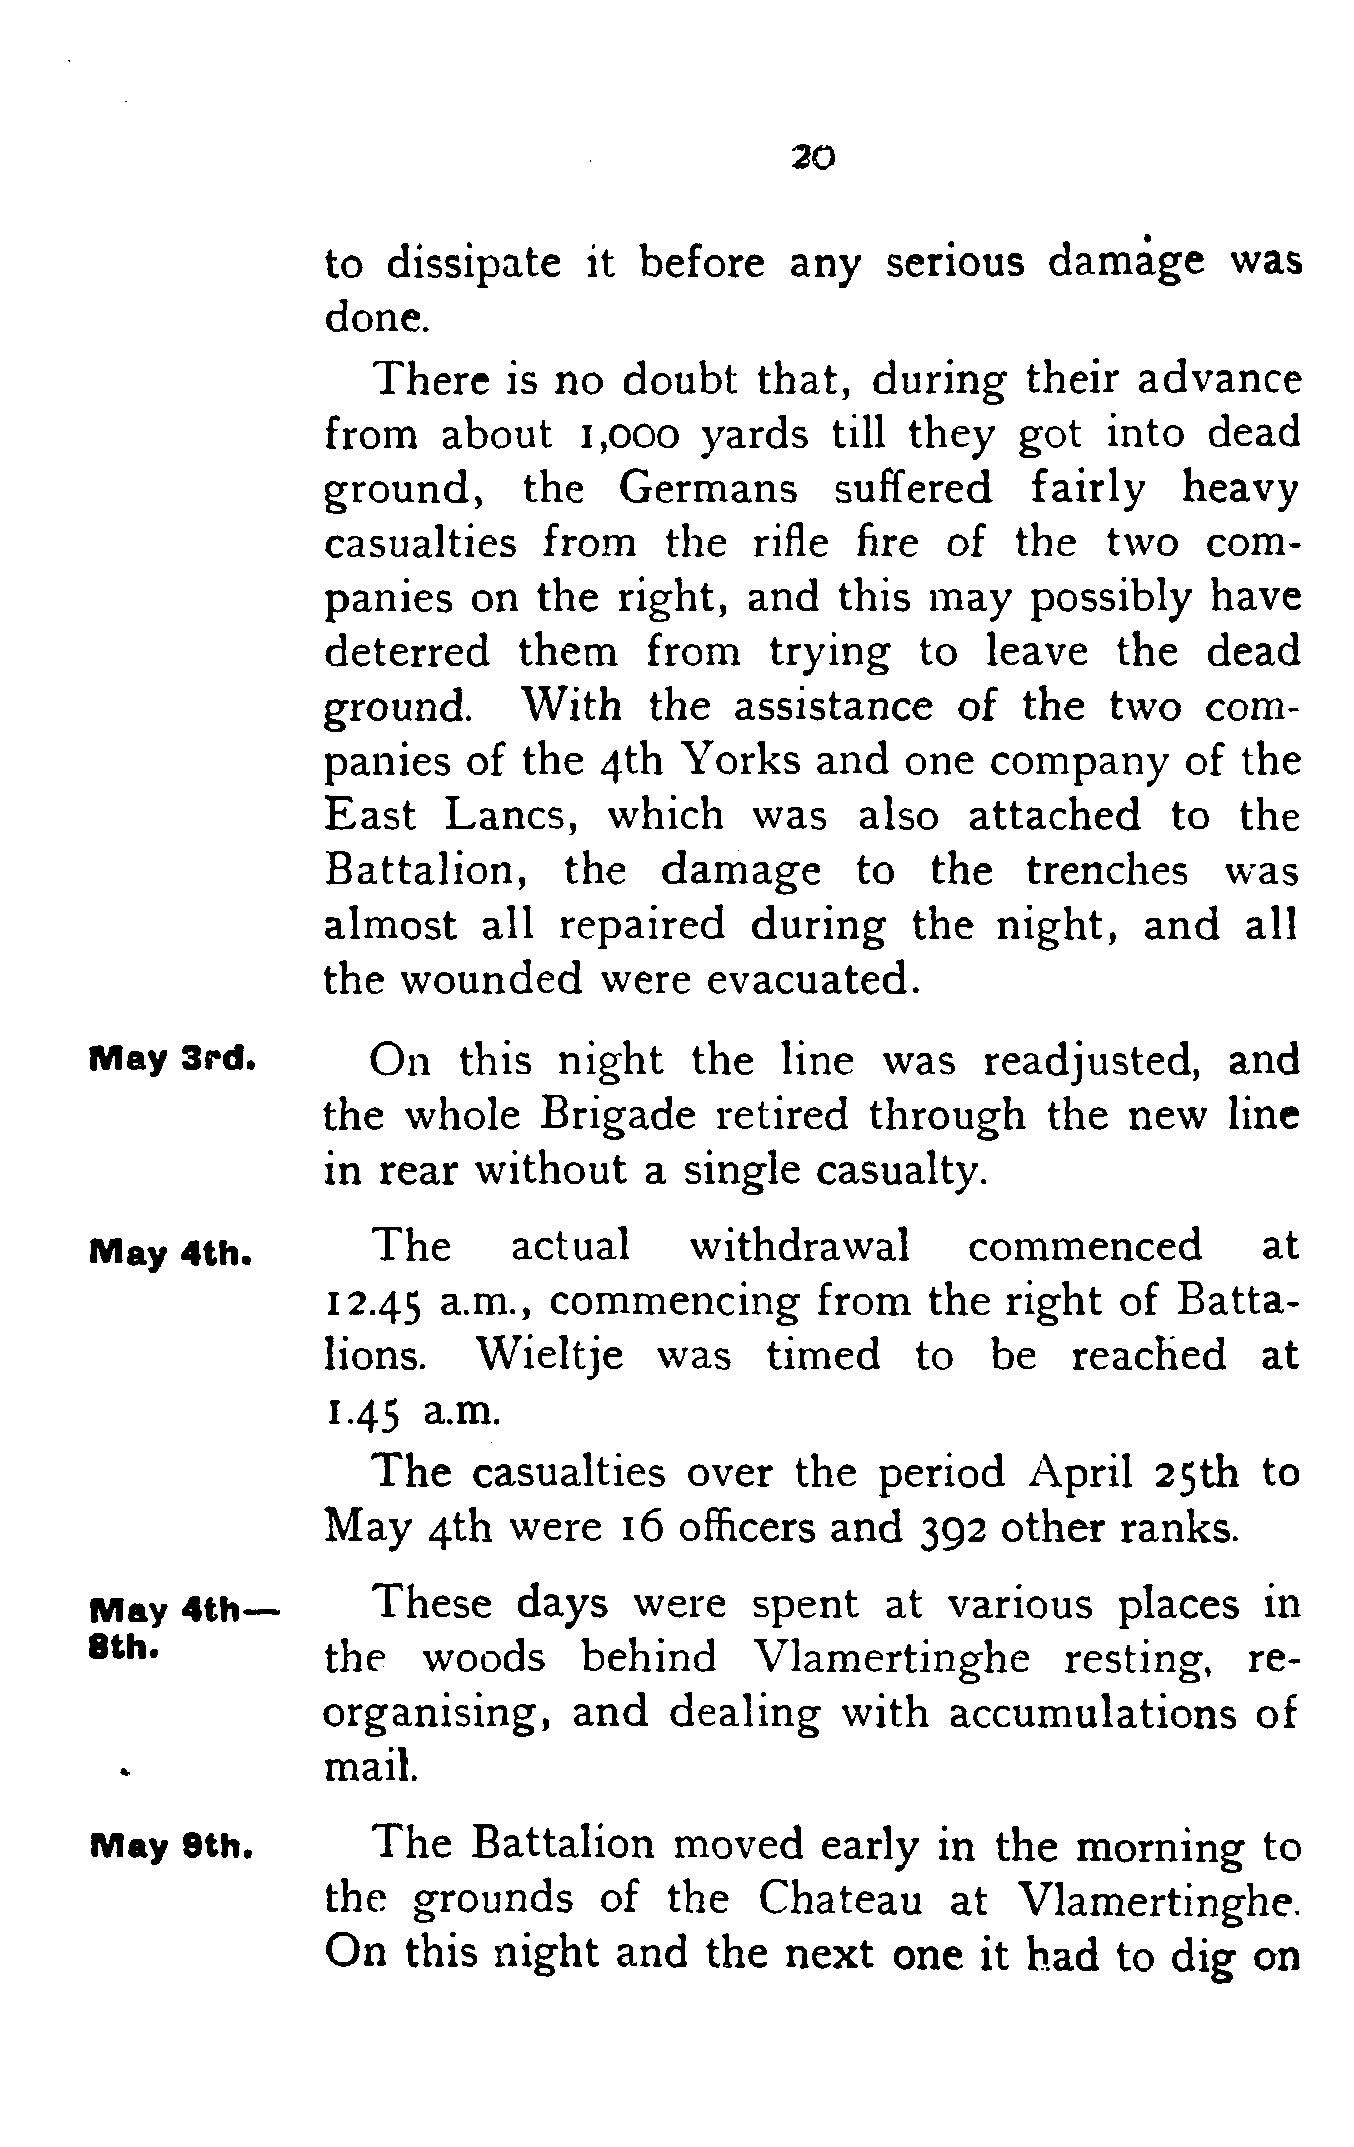 20
to dissipate it before any serious damage was
done.
There is no doubt that, during their advance
from about 1,000 yards till they got into dead
ground, the Germans suffered fairly heavy
casualties from the rifle fire of the two com-
panies on the right, and this may possibly have
deterred them from trying to leave the dead
ground. With the assistance of the two com-
panies of the 4th Yorks and one company of the
East Lancs, which was also attached to the
Battalion, the damage to the trenches was
almost all repaired during the night, and all
the wounded were evacuated.
May 3rd. On this night the line was readjusted, and
the whole Brigade retired through the new line
in rear without a single casualty.
May 4th. The actual withdrawal commenced at
12.45 a.m., commencing from the right of Batta-
lions. Wieltje was timed to be reached at
1.45 a.m.
The casualties over the period April 25th to
May 4th were 16 officers and 392 other ranks.
May 4th— These days were spent at various places in
8th. the woods behind Vlamertinghe resting, re-
organising, and dealing with accumulations of
mail.
May 9th. The Battalion moved early in the morning to
the grounds of the Chateau at Vlamertinghe.
On this night and the next one it had to dig on